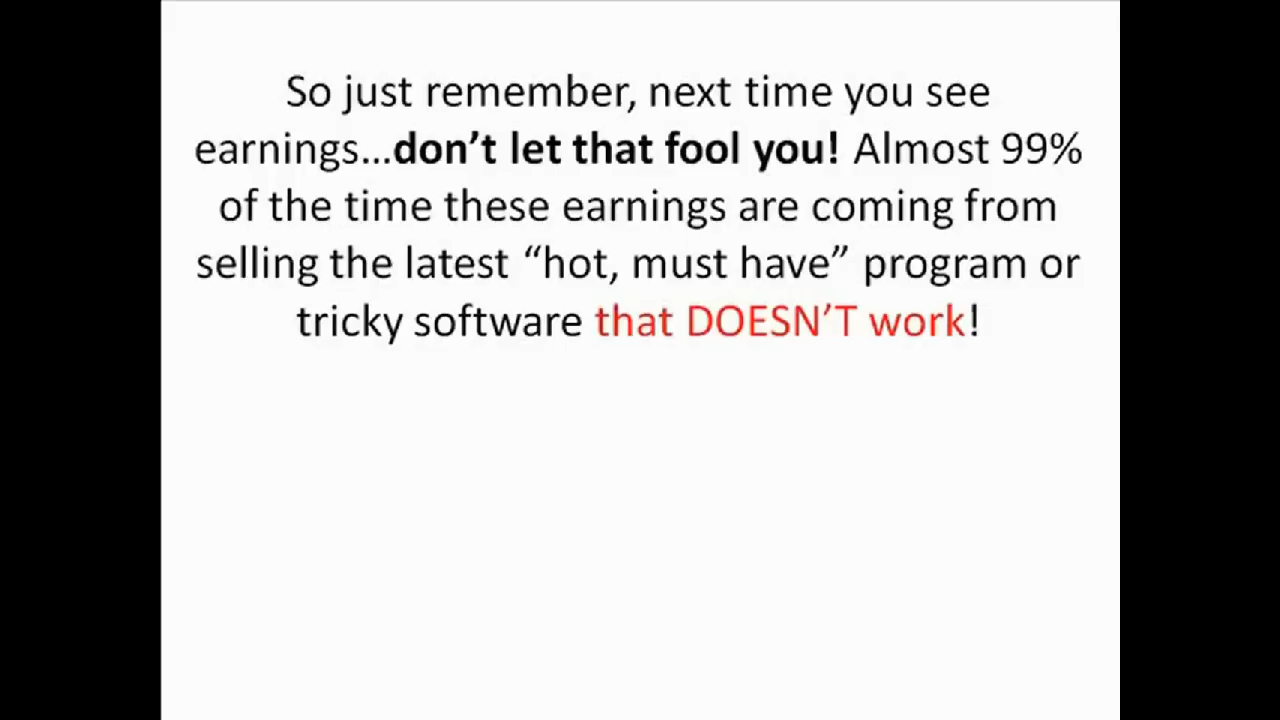 So just remember, next time you see
earnings...don’t let that fool you! Almost 99%
of the time these earnings are coming from
selling the latest “hot, must have” program or
tricky software that DOESN’T work!